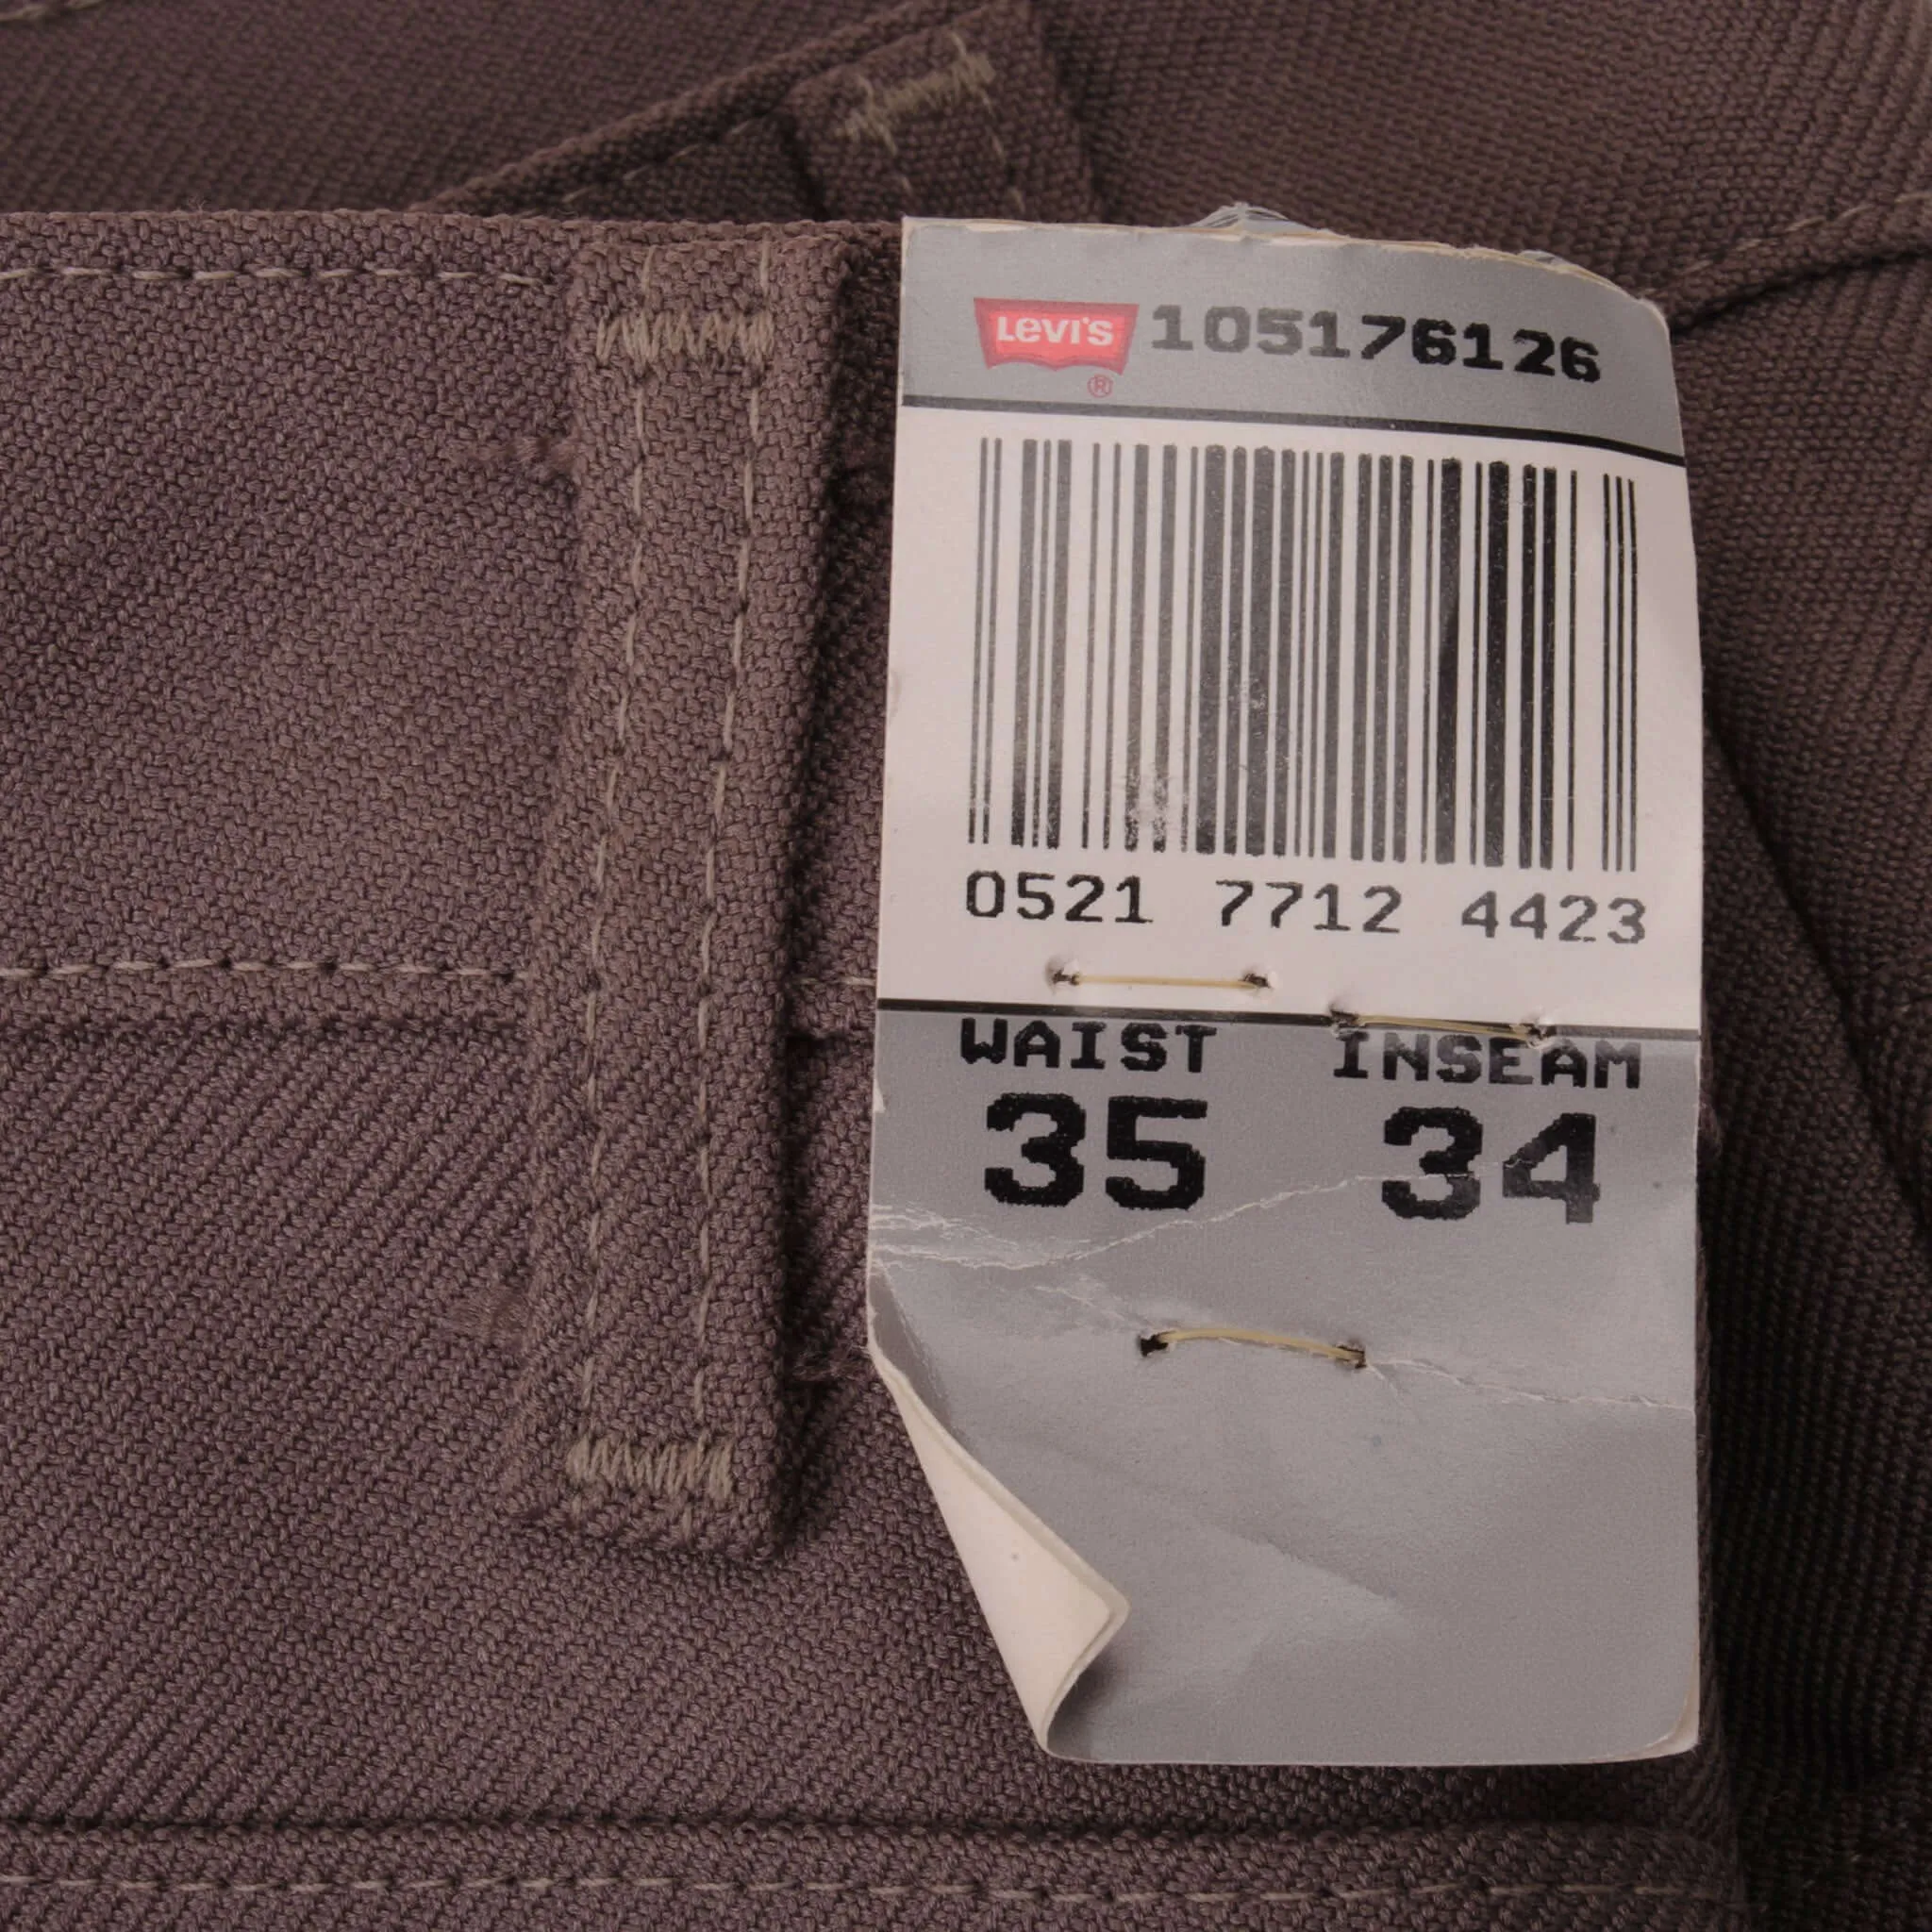 LEVI'S ® 105176126
0521 7712 4423
WAIST INSEAM
35 34